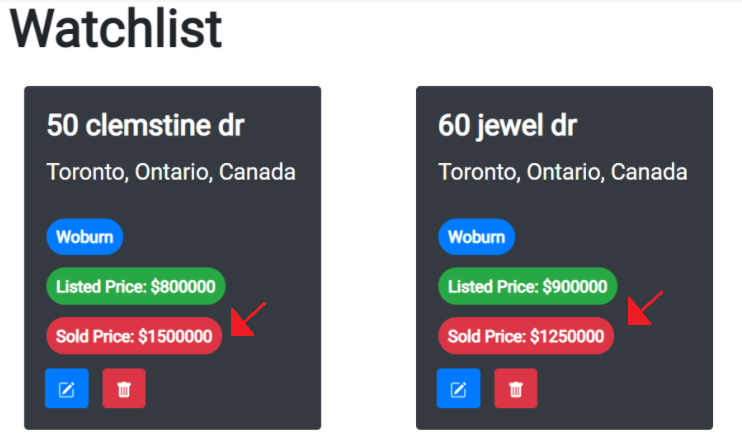 Watchlist
50 clemstine dr
Toronto, Ontario, Canada
Woburn
Listed Price: $800000
Sold Price: $1500000
60 jewel dr
Toronto, Ontario, Canada
Woburn
Listed Price: $900000
Sold Price: $1250000